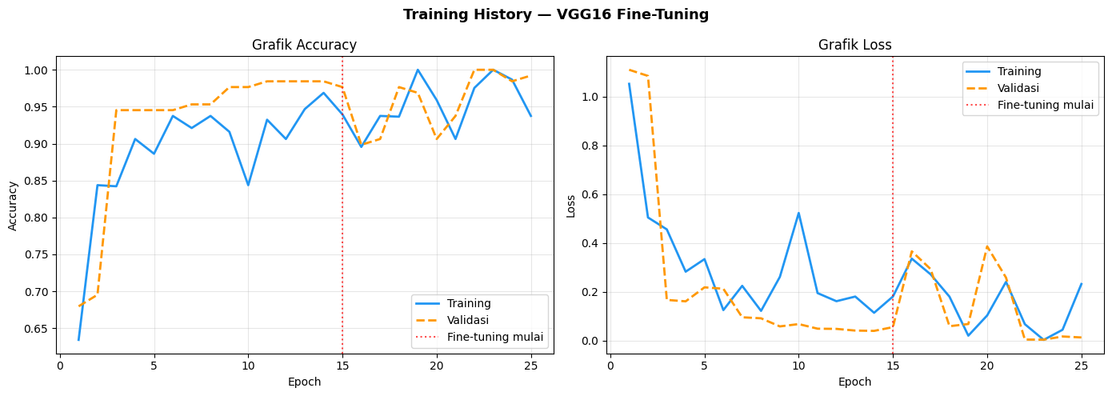 Training History — VGG16 Fine-Tuning
Grafik Accuracy
Accuracy
1.00
0.95
0.90
0.85
0.80
0.75
0.70
0.65
0 5 10 15 20 25
Epoch
Training
Validasi
Fine-tuning mulai
Grafik Loss
Loss
1.0
0.8
0.6
0.4
0.2
0.0
0 5 10 15 20 25
Epoch
Training
Validasi
Fine-tuning mulai